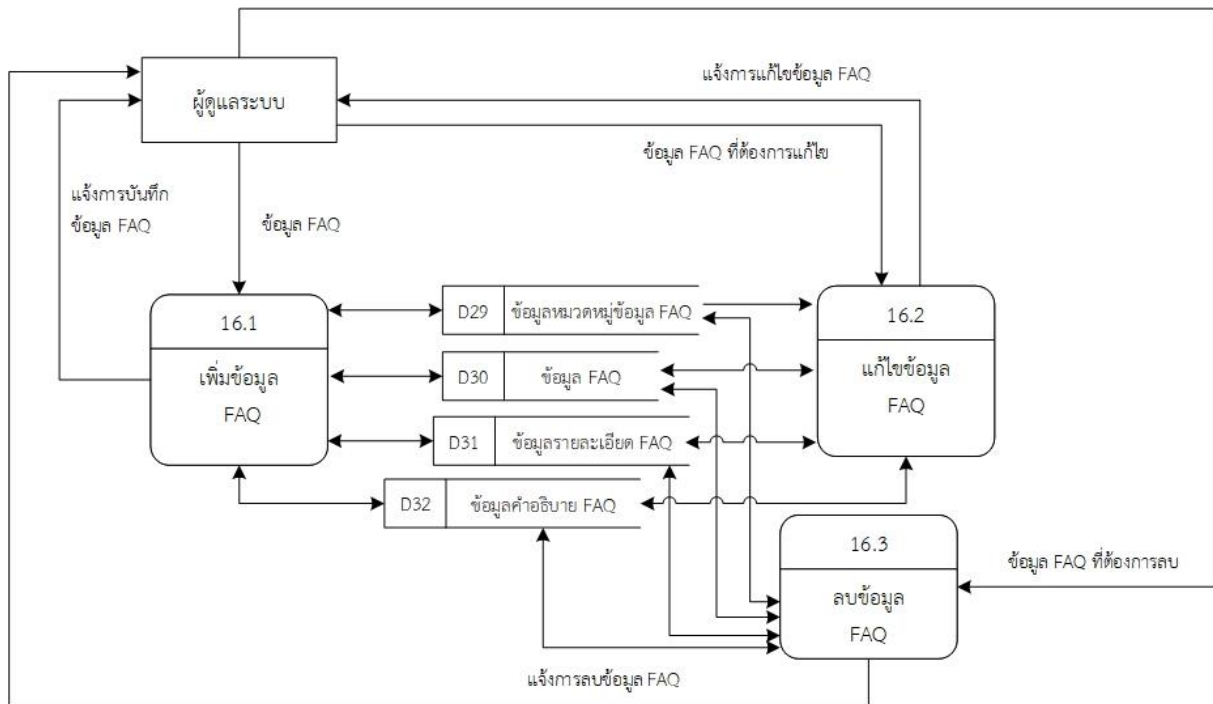 แจ้งการแก้ไขข้อมูล FAQ
ผู้ดูแลระบบ
ข้อมูล FAQ ที่ต้องการแก้ไข
แจ้งการบันทึก
ข้อมูล FAQ
ข้อมูล FAQ
16.1
เพิ่มข้อมูล
FAQ
D29 ข้อมูลหมวดหมู่ข้อมูล FAQ
D30 ข้อมูล FAQ
D31 ข้อมูลรายละเอียด FAQ
D32 ข้อมูลคำอธิบาย FAQ
16.2
แก้ไขข้อมูล
FAQ
16.3
ลบข้อมูล
FAQ
ข้อมูล FAQ ที่ต้องการลบ
แจ้งการลบข้อมูล FAQ